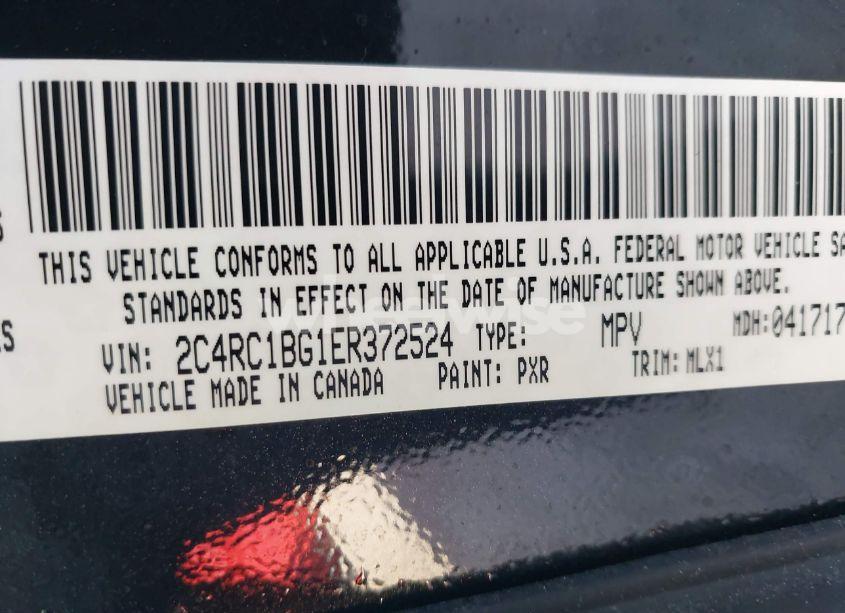 THIS VEHICLE CONFORMS TO ALL APPLICABLE U.S.A. FEDERAL MOTOR VEHICLE SA
STANDARDS IN EFFECT ON THE DATE OF MANUFACTURE SHOWN ABOVE.
VIN: 2C4RC1BG1ER372524 TYPE: MPV MDH:041717
VEHICLE MADE IN CANADA PAINT: PXR TRIM: MLX1
wheelwise